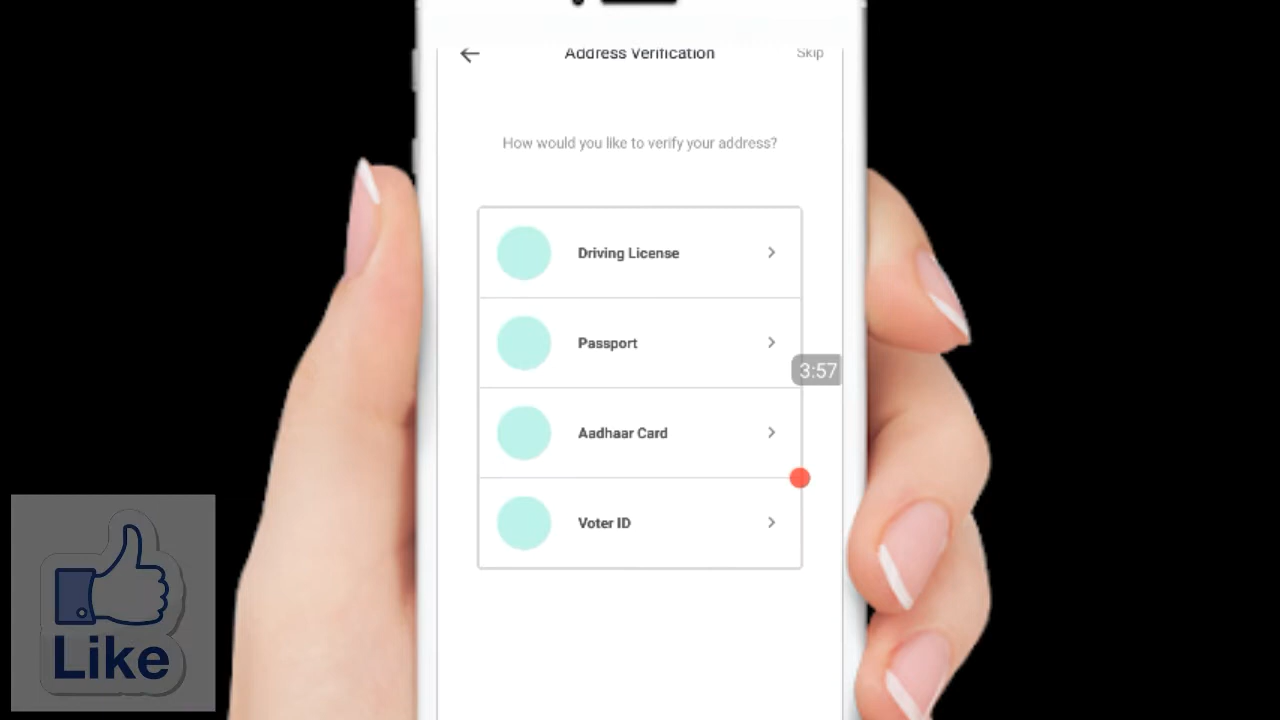 Address Verification
Skip
How would you like to verify your address?
Driving License
Passport
3:57
Aadhaar Card
Voter ID
Like